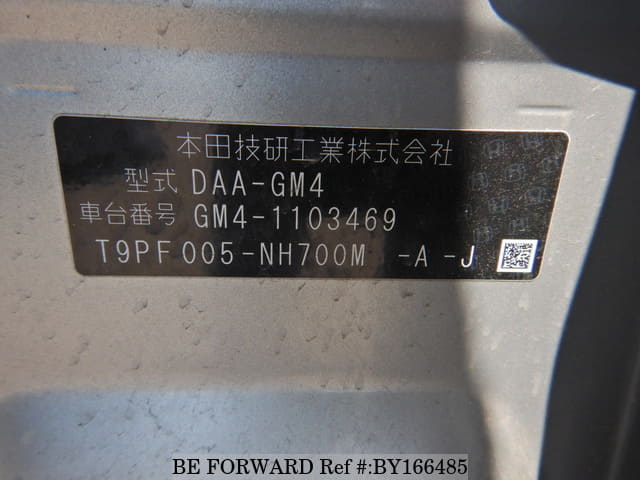 本田技研工業株式会社
型式 DAA-GM4
車台番号 GM4-1103469
T9PF005-NH700M -A -J
BE FORWARD Ref #:BY166485